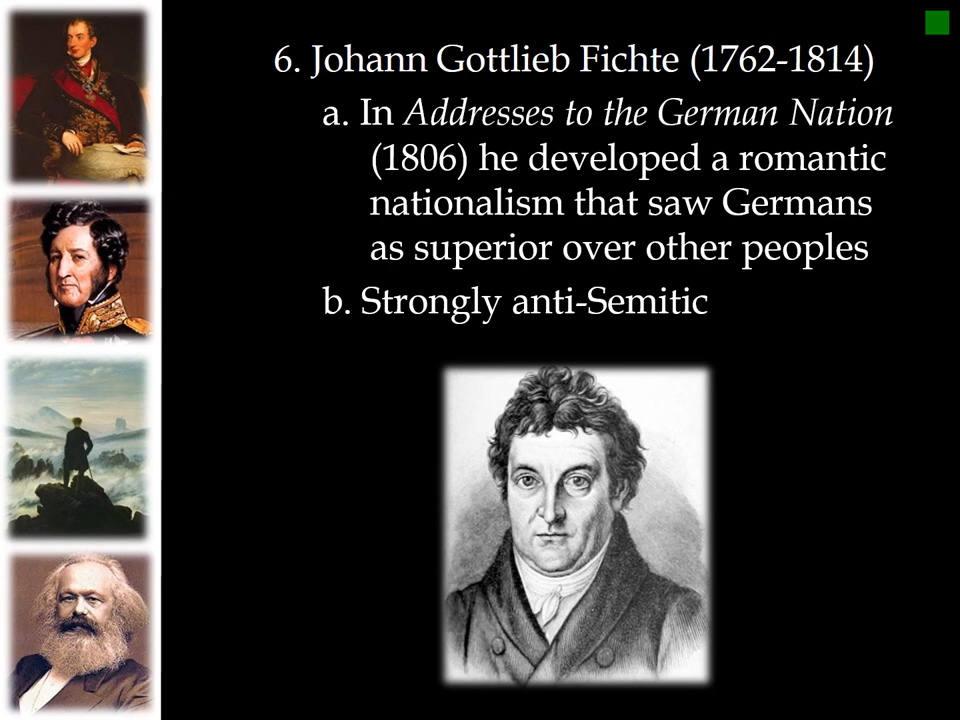 6. Johann Gottlieb Fichte (1762-1814)
a. In Addresses to the German Nation
(1806) he developed a romantic
nationalism that saw Germans
as superior over other peoples
b. Strongly anti-Semitic